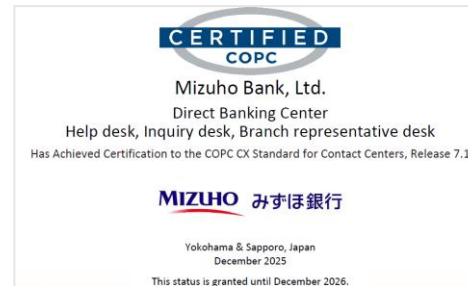 CERTIFIED
COPC
Mizuho Bank, Ltd.
Direct Banking Center
Help desk, Inquiry desk, Branch representative desk
Has Achieved Certification to the COPC CX Standard for Contact Centers, Release 7.1
MIZUHO みずほ銀行
Yokohama & Sapporo, Japan
December 2025
This status is granted until December 2026.